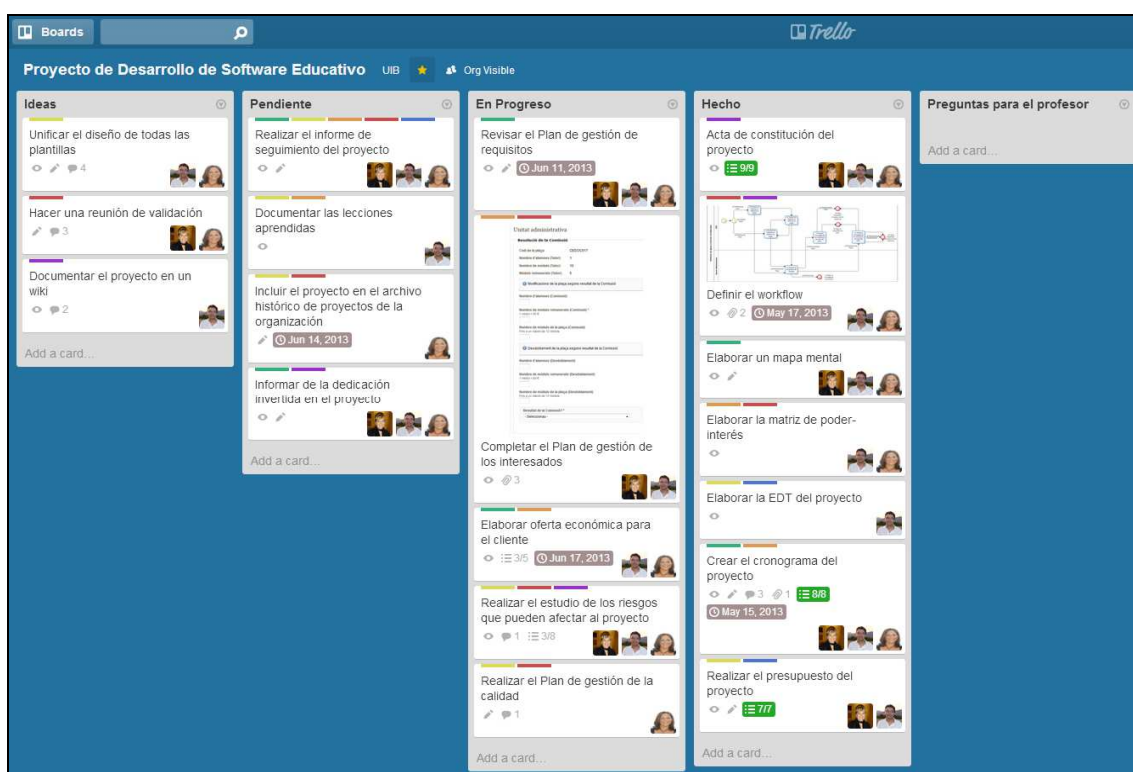 Boards
Trello
Proyecto de Desarrollo de Software Educativo UIB Org Visible
Ideas
Unificar el diseño de todas las
plantillas
4
Hacer una reunión de validación
3
Documentar el proyecto en un
wiki
2
Add a card...
Pendiente
Realizar el informe de
seguimiento del proyecto
Documentar las lecciones
aprendidas
Incluir el proyecto en el archivo
histórico de proyectos de la
organización
Jun 14, 2013
Informar de la dedicación
invertida en el proyecto
Add a card...
En Progreso
Revisar el Plan de gestión de
requisitos
Jun 11, 2013
Unitat administrativa
Resolució de la Comissió
Completar el Plan de gestión de
los interesados
3
Elaborar oferta económica para
el cliente
3/5 Jun 17, 2013
Realizar el estudio de los riesgos
que pueden afectar al proyecto
1 3/8
Realizar el Plan de gestión de la
calidad
1
Add a card...
Hecho
Acta de constitución del
proyecto
9/9
Definir el workflow
2 May 17, 2013
Elaborar un mapa mental
Elaborar la matriz de poder-
interés
Elaborar la EDT del proyecto
Crear el cronograma del
proyecto
3 1 8/8
May 15, 2013
Realizar el presupuesto del
proyecto
7/7
Add a card...
Preguntas para el profesor
Add a card...